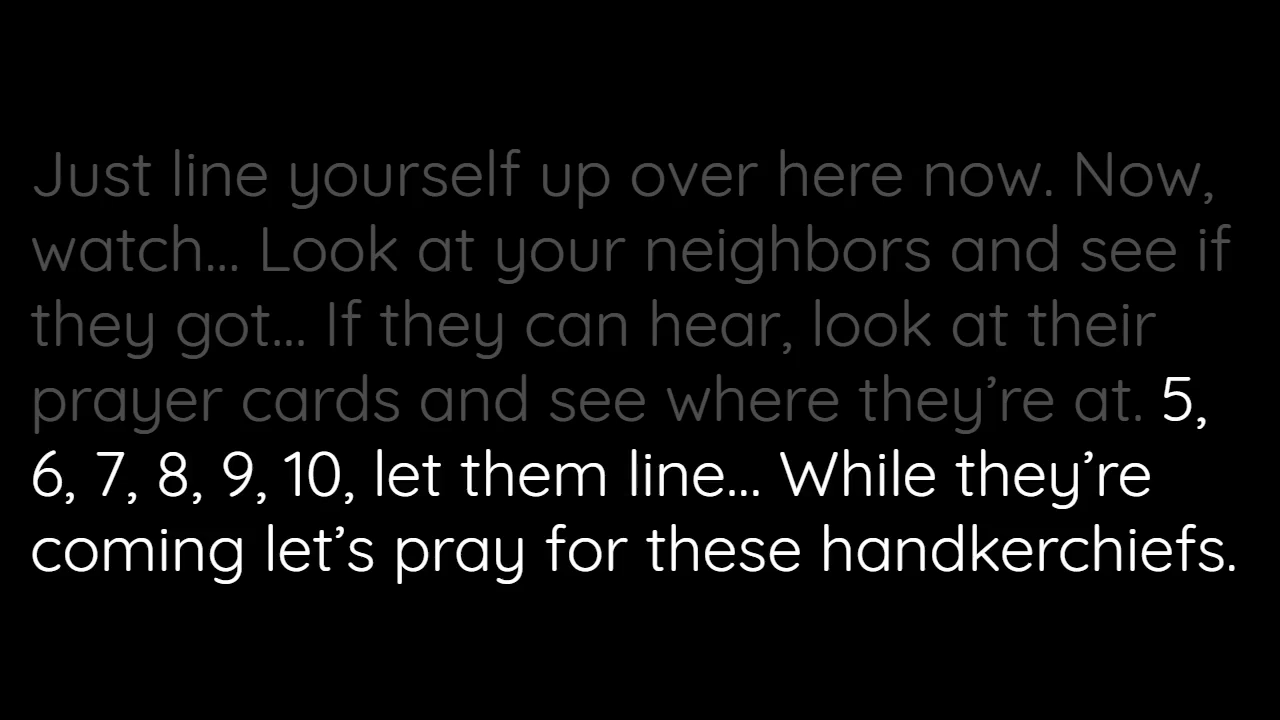 Just line yourself up over here now. Now,
watch... Look at your neighbors and see if
they got... If they can hear, look at their
prayer cards and see where they’re at. 5,
6, 7, 8, 9, 10, let them line... While they’re
coming let’s pray for these handkerchiefs.